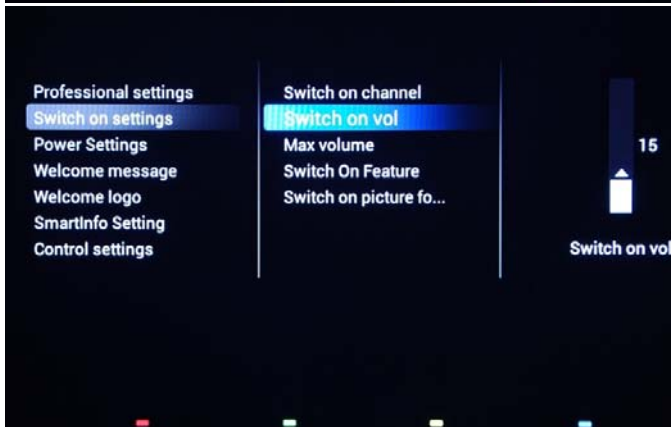 Professional settings
Switch on settings
Power Settings
Welcome message
Welcome logo
SmartInfo Setting
Control settings
Switch on channel
Switch on vol
Max volume
Switch On Feature
Switch on picture fo...
15
Switch on vol